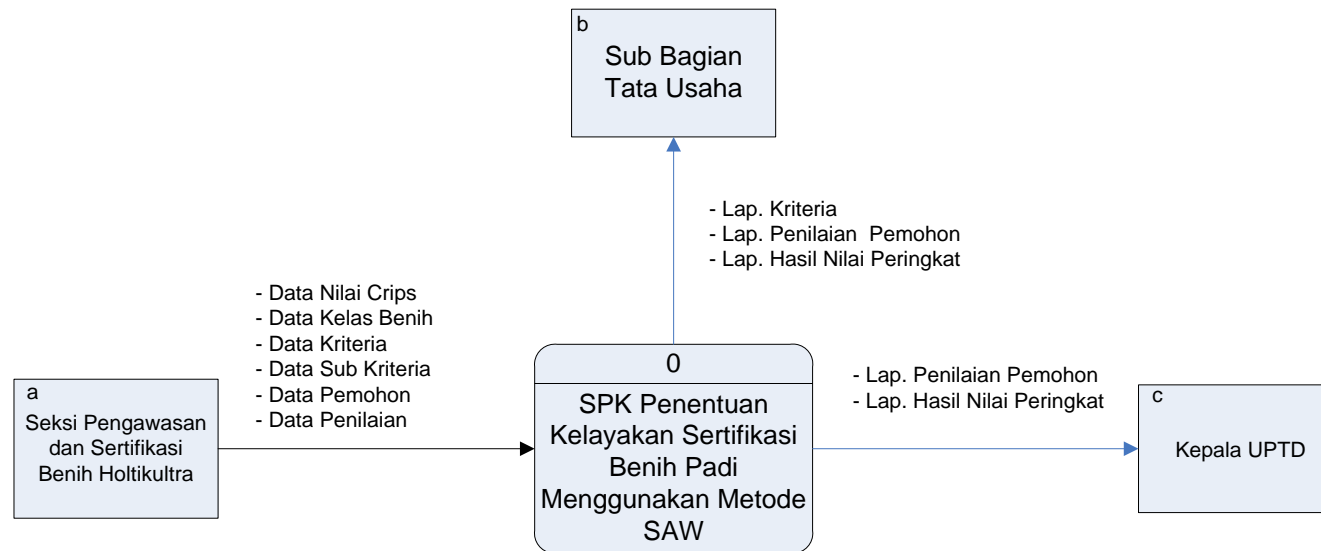 b
Sub Bagian
Tata Usaha
- Lap. Kriteria
- Lap. Penilaian Pemohon
- Lap. Hasil Nilai Peringkat
- Data Nilai Crips
- Data Kelas Benih
- Data Kriteria
- Data Sub Kriteria
- Data Pemohon
- Data Penilaian
a
Seksi Pengawasan
dan Sertifikasi
Benih Holtikultra
0
SPK Penentuan
Kelayakan Sertifikasi
Benih Padi
Menggunakan Metode
SAW
- Lap. Penilaian Pemohon
- Lap. Hasil Nilai Peringkat
c
Kepala UPTD